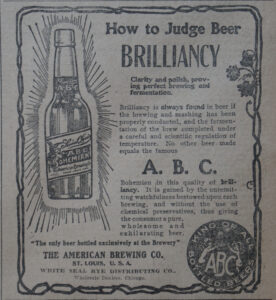 How to Judge Beer
BRILLIANCY
Clarity and polish, prov-
ing perfect brewing and
fermentation.
Brilliancy is always found in beer if
the brewing and mashing has been
properly conducted, and the fermen-
tation of the brew completed under
a careful and scientific regulation of
temperature. No other beer made
equals the famous
A. B. C.
Bohemian in this quality of bril-
liancy. It is gained by the unremit-
ting watchfulness bestowed upon each
brewing, and without the use of
chemical preservatives, thus giving
the consumer a pure,
wholesome and
exhilarating beer.
"The only beer bottled exclusively at the Brewery"
THE AMERICAN BREWING CO.
ST. LOUIS, U. S. A.
WHITE SEAL RYE DISTRIBUTING CO.,
Wholesale Dealers, Chicago.
ABC
BOHEMIAN
ABC